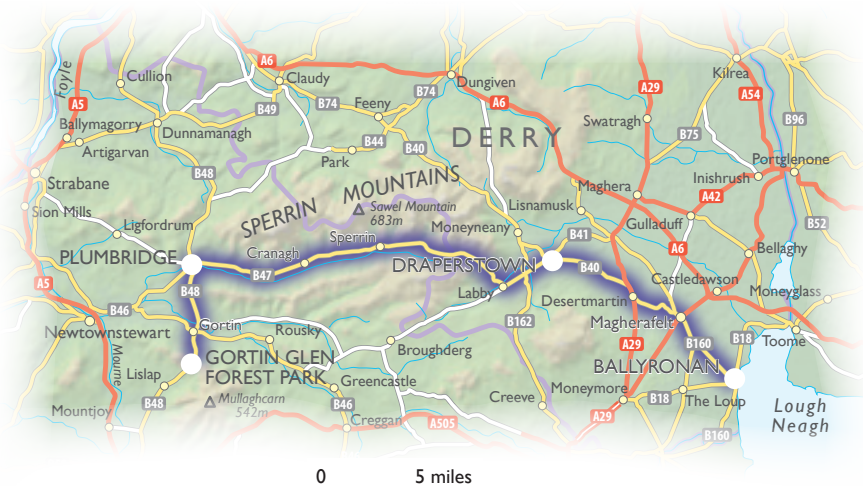 Foyle
A6
Kilrea
Cullion
Claudy
B74
Dungiven
A29
A54
A5
B49
B74
Feeny
A6
B96
Ballymagorry
Dunnamanagh
Swatragh
DERRY
B75
Artigarvan
B44
B40
Portglenone
Park
Strabane
B48
Maghera
Inishrush
MOUNTAINS
A42
Sion Mills
SPERRIN
Sawel Mountain
683m
Lisnamusk
Gulladuff
B52
Ligfordrum
Moneyneany
B41
A6
Bellaghy
Sperrin
PLUMBRIDGE
Cranagh
DRAPERSTOWN
B40
B47
Castledawson
A5
B48
Labby
Desertmartin
Moneyglass
B46
B162
Magherafelt
Newtownstewart
Gortin
Rousky
B18
Toome
Mourne
Broughderg
A29
B160
GORTIN GLEN
FOREST PARK
BALLYRONAN
Lislap
Greencastle
Moneymore
Mullaghcarn
542m
B48
B46
Creeve
B18
The Loup
Lough
Neagh
Mountjoy
Creggan
A505
A29
B160
0 5 miles